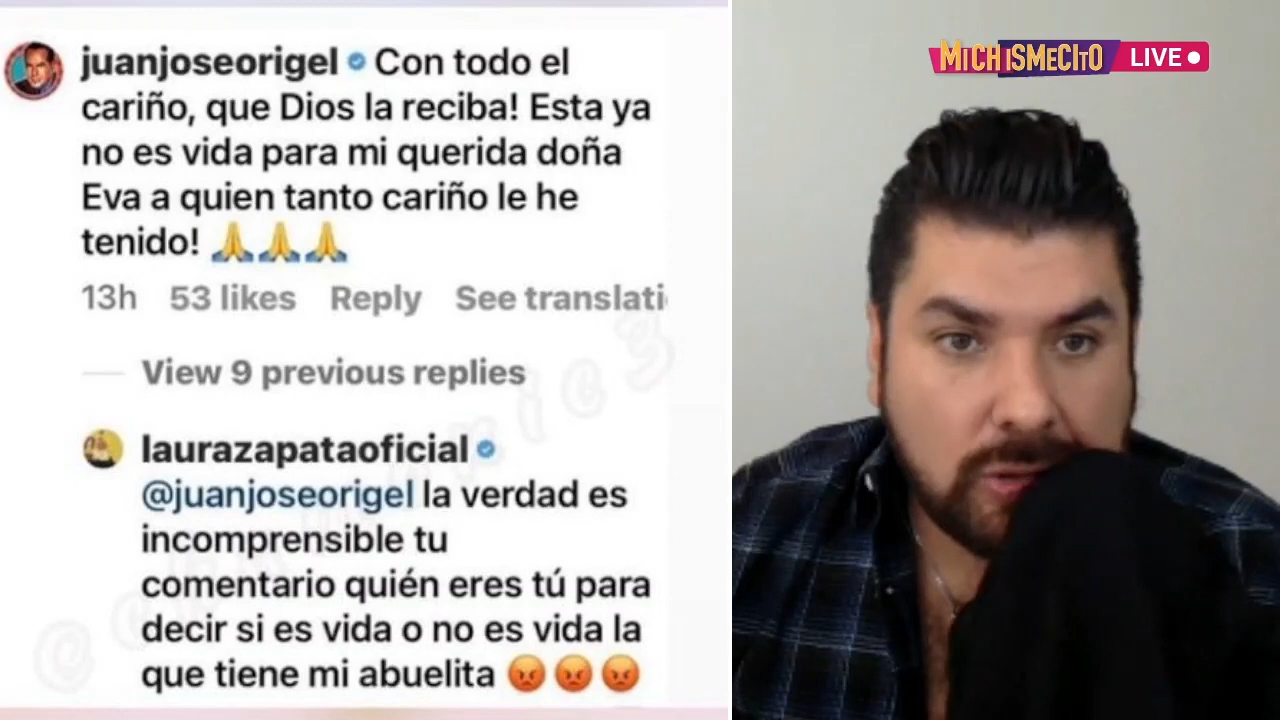 juanjoseorigel Con todo el
cariño, que Dios la reciba! Esta ya
no es vida para mi querida doña
Eva a quien tanto cariño le he
tenido! 🙏🙏🙏
13h 53 likes Reply See translati
View 9 previous replies
laurazapataoficial
@juanjoseorigel la verdad es
incomprensible tu
comentario quién eres tú para
decir si es vida o no es vida la
que tiene mi abuelita 😡😡😡
MICHISMECITO LIVE